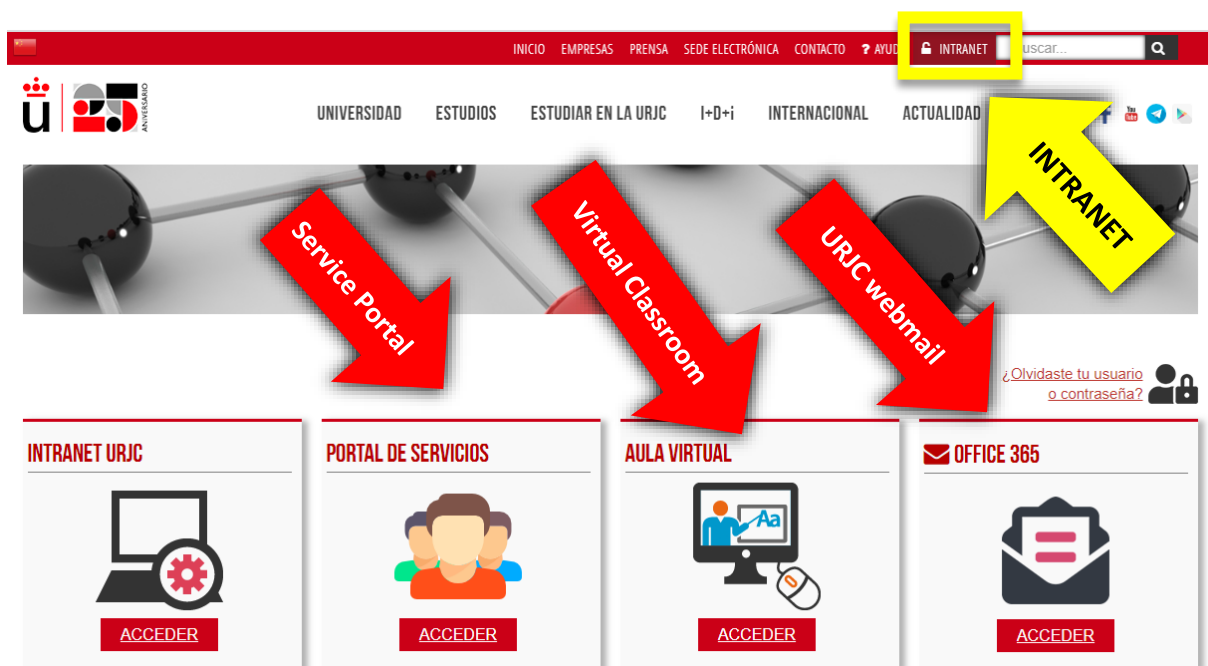 INICIO EMPRESAS PRENSA SEDE ELECTRÓNICA CONTACTO ? INTRANET
ü 25 ANIVERSARIO
UNIVERSIDAD ESTUDIOS ESTUDIAR EN LA URJC I+D+i INTERNACIONAL ACTUALIDAD
INTRANET
Service Portal
Virtual Classroom
URJC webmail
¿Olvidaste tu usuario
o contraseña?
INTRANET URJC
PORTAL DE SERVICIOS
AULA VIRTUAL
OFFICE 365
Aa
ACCEDER
ACCEDER
ACCEDER
ACCEDER